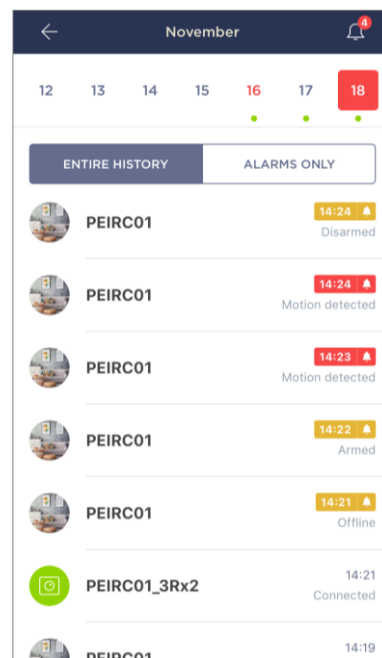 November
4
12 13 14 15 16 17 18
ENTIRE HISTORY ALARMS ONLY
PEIRC01
14:24
Disarmed
PEIRC01
14:24
Motion detected
PEIRC01
14:23
Motion detected
PEIRC01
14:22
Armed
PEIRC01
14:21
Offline
PEIRC01_3Rx2
14:21
Connected
PEIRC01
14:19